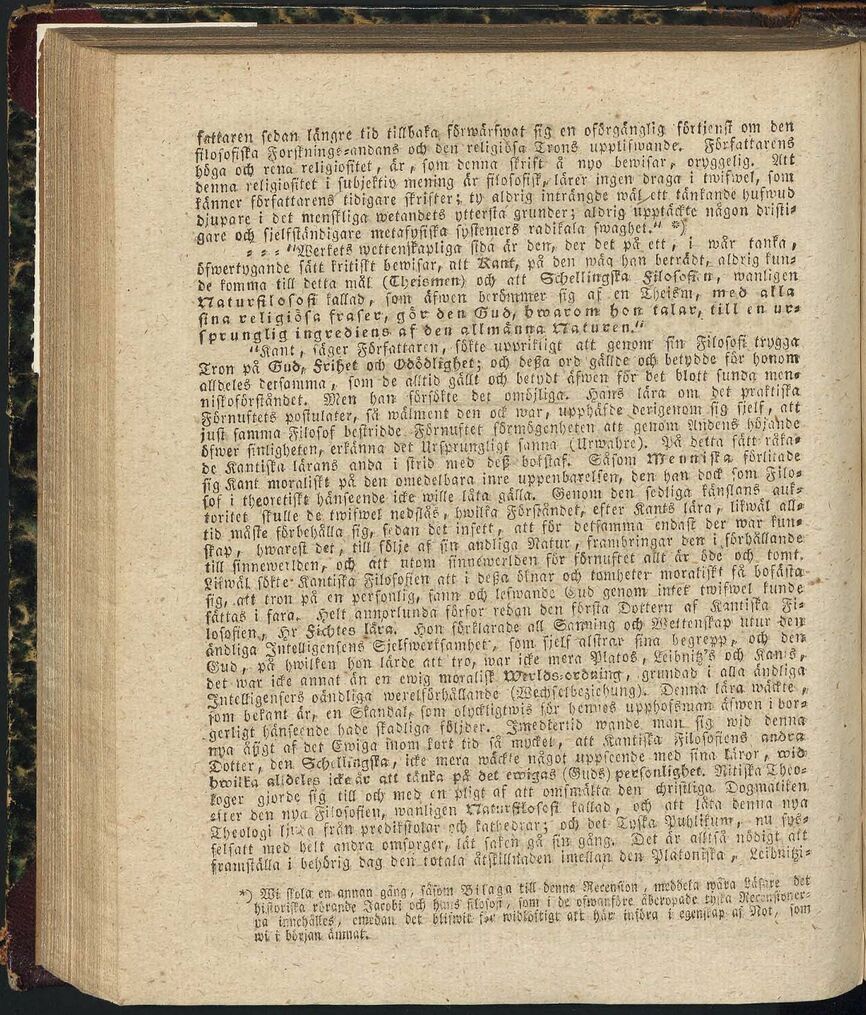 fattaren sedan längre tid tillbaka förwärfwat sig en oförgänglig förtjenst om den
filosofiska Forsknings-andans och den religiösa Trons upplifwande. Författarens
höga och rena religiositet, är, som denna skrift å nyo bewisar, oryggelig. Att
denna religiositet i subjektiv mening är filosofisk, lärer ingen draga i twifwel, som
känner författarens tidigare skrifter; ty aldrig inträngde wäl ett tänkande hufwud
djupare i det menskliga wetandets yttersta grunder; aldrig upptäckte någon dristi-
gare och sjelfständigare metafysiska systemers radikala swaghet." *)
- - - "Werkets wettenskapliga sida är den, der det på ett, i wår tanka,
öfwertygande sätt kritiskt bewisar, att Kant, på den wäg han beträdt, aldrig kun-
de komma till detta mål (Theismen) och att Schellingska Filosofien, wanligen
Naturfilosofi kallad, som äfwen berömmer sig af en Theism, med alla
sina religiösa fraser, gör den Gud, hwarom hon talar, till en ur-
sprunglig ingrediens af den allmänna Naturen."
"Kant, säger Författaren, sökte uppriktigt att genom sin Filosofi trygga
Tron på Gud, Frihet och Odödlighet; och deßa ord gällde och betydde för honom
alldeles detsamma, som de alltid gällt och betydt äfwen för det blott sunda men-
niskoförståndet. Men han försökte det omöjliga. Hans lära om det praktiska
Förnuftets postulater, så wälment den ock war, upphäfde derigenom sig sjelf, att
just samma Filosof bestridde Förnuftet förmögenheten att genom Andens höjande
öfwer sinligheten, erkänna det Ursprungligt sanna (Urwahre). På detta sätt råka-
de Kantiska lärans anda i strid med deß bokstaf. Såsom Menniska förlitade
sig Kant moraliskt på den omedelbara inre uppenbarelsen, den han dock som Filo-
sof i theoretiskt hänseende icke wille låta gälla. Genom den sedliga känslans auk-
toritet skulle de twifwel nedslås, hwilka Förståndet, efter Kants lära, likwäl all-
tid måste förbehålla sig, sedan det insett, att för detsamma endast der war kun-
skap, hwarest det, till följe af sin andliga Natur, frambringar den i förhållande
till sinnewerlden, och att utom sinnewerlden för förnuftet allt är öde och tomt.
Likwäl sökte Kantiska Filosofien att i deßa öknar och tomheter moraliskt få bofästa
sig, att tron på en personlig, sann och lefwande Gud genom intet twifwel kunde
sättas i fara. Helt annorlunda förfor redan den första Dottern af Kantiska Fi-
losofien, Hr Fichtes lära. Hon förklarade all Sanning och Wettenskap utur den
ändliga Intelligensens Sjelfwerksamhet, som sjelf alstrar sina begrepp, och den
Gud, på hwilken hon lärde att tro, war icke mera Platos, Leibnitz's och Kants,
det war icke annat än en ewig moralisk Werlds-ordning, grundad i alla ändliga
Intelligensers oändliga wexelförhållande (Wechselbeziehung). Denna lära wäckte,
som bekant är, en Skandal, som olyckligtwis för hennes upphofsman äfwen i bor-
gerligt hänseende hade skadliga följder. Imedlertid wande man sig wid denna
nya åsigt af det Ewiga inom kort tid så mycket, att Kantiska Filosofiens andra
Dotter, den Schellingska, icke mera wäckte något uppseende med sina läror, wid
hwilka alldeles icke är att tänka på det ewigas (Guds) personlighet. Nitiska Theo-
loger gjorde sig till och med en pligt af att omsmälta den christliga Dogmatiken
efter den nya Filosofien, wanligen Naturfilosofi kallad, och att låta denna nya
Theologi ljuda från predikstolar och kathedrar; och det Tyska Publikum, nu sys-
selsatt med helt andra omsorger, lät saken gå sin gång. Det är alltså nödigt att
framställa i behörig dag den totala åtskillnaden imellan den Platoniska, Leibnitzi-
*) Wi skola en annan gång, såsom Bilaga till denna Recension, meddela wåra Läsare det
historiska rörande Jacobi och hans filosofi, som i de ofwanföre åberopade tyska Recensioner-
na innehålles, emedan det blifwit för widlöftigt att här införa i egenskap af Not, som
wi i början ämnat.